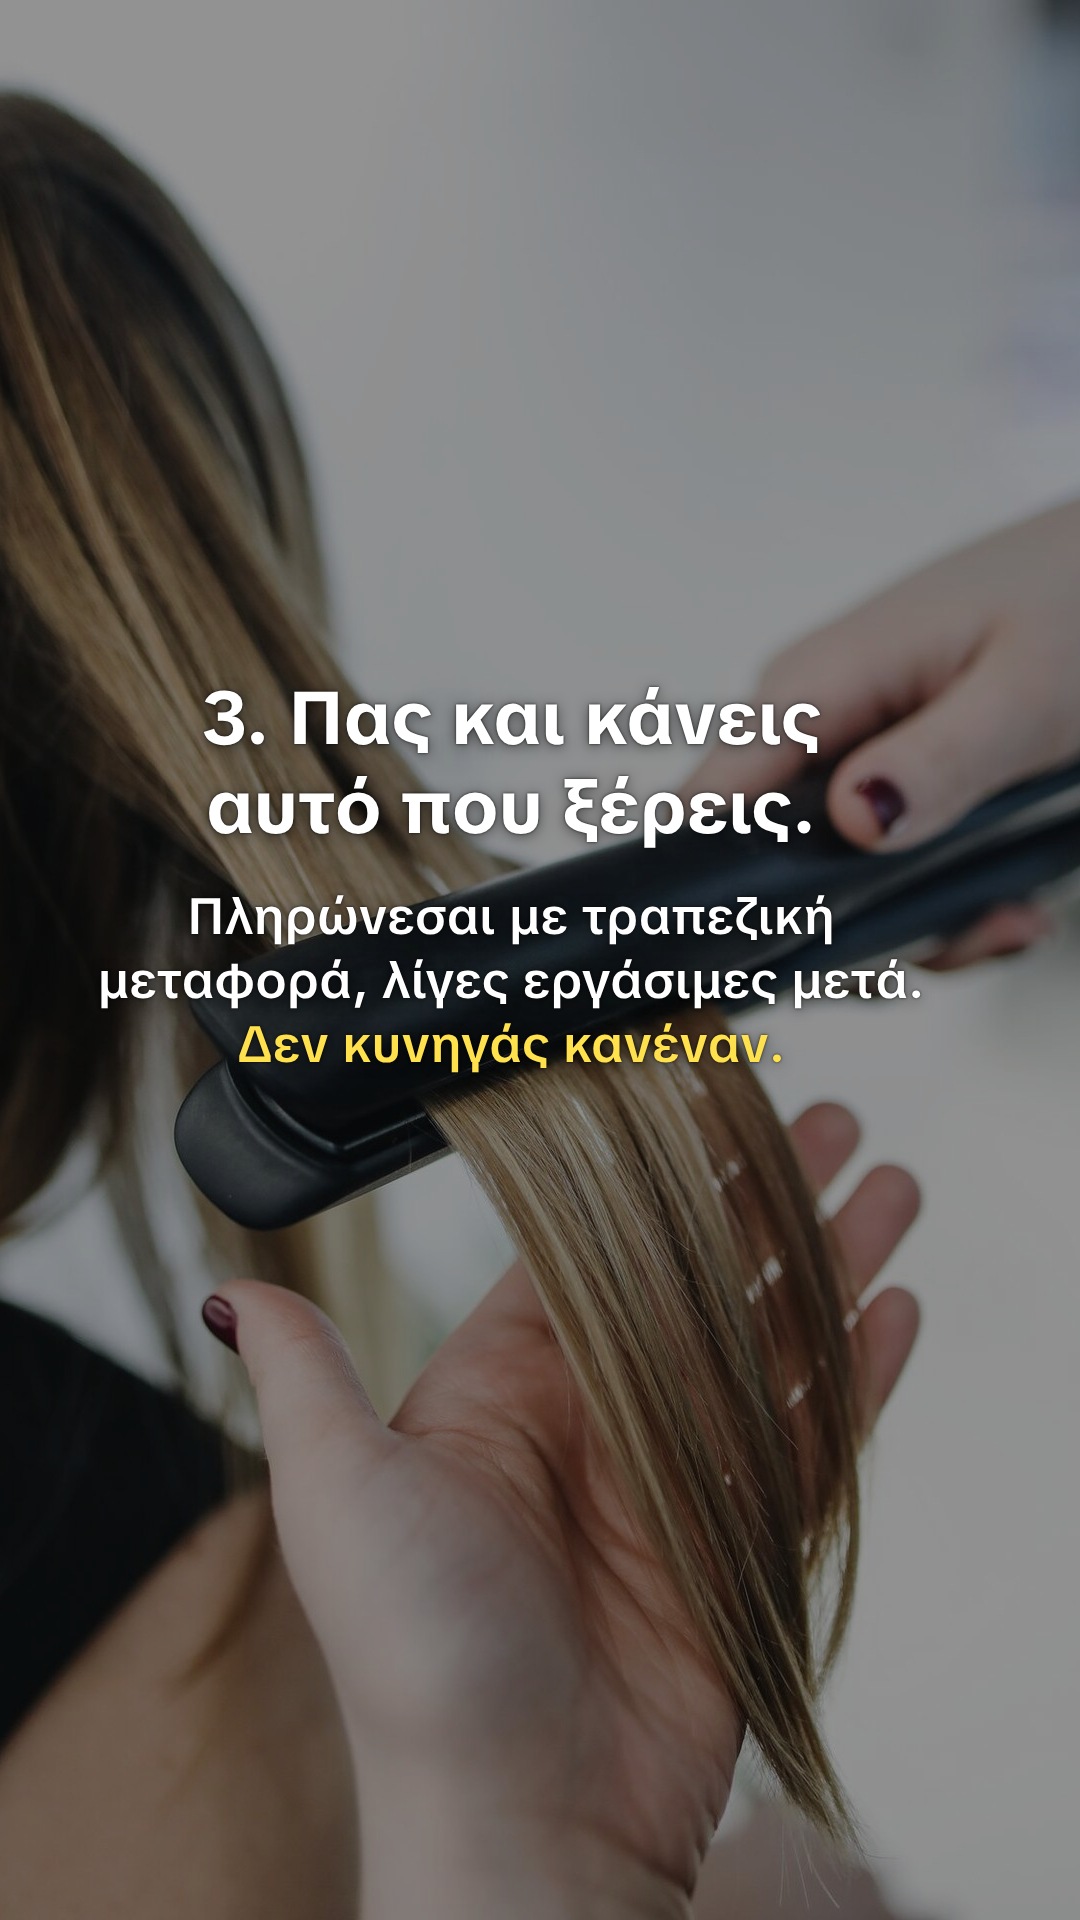 3. Πας και κάνεις
αυτό που ξέρεις.
Πληρώνεσαι με τραπεζική
μεταφορά, λίγες εργάσιμες μετά.
Δεν κυνηγάς κανέναν.